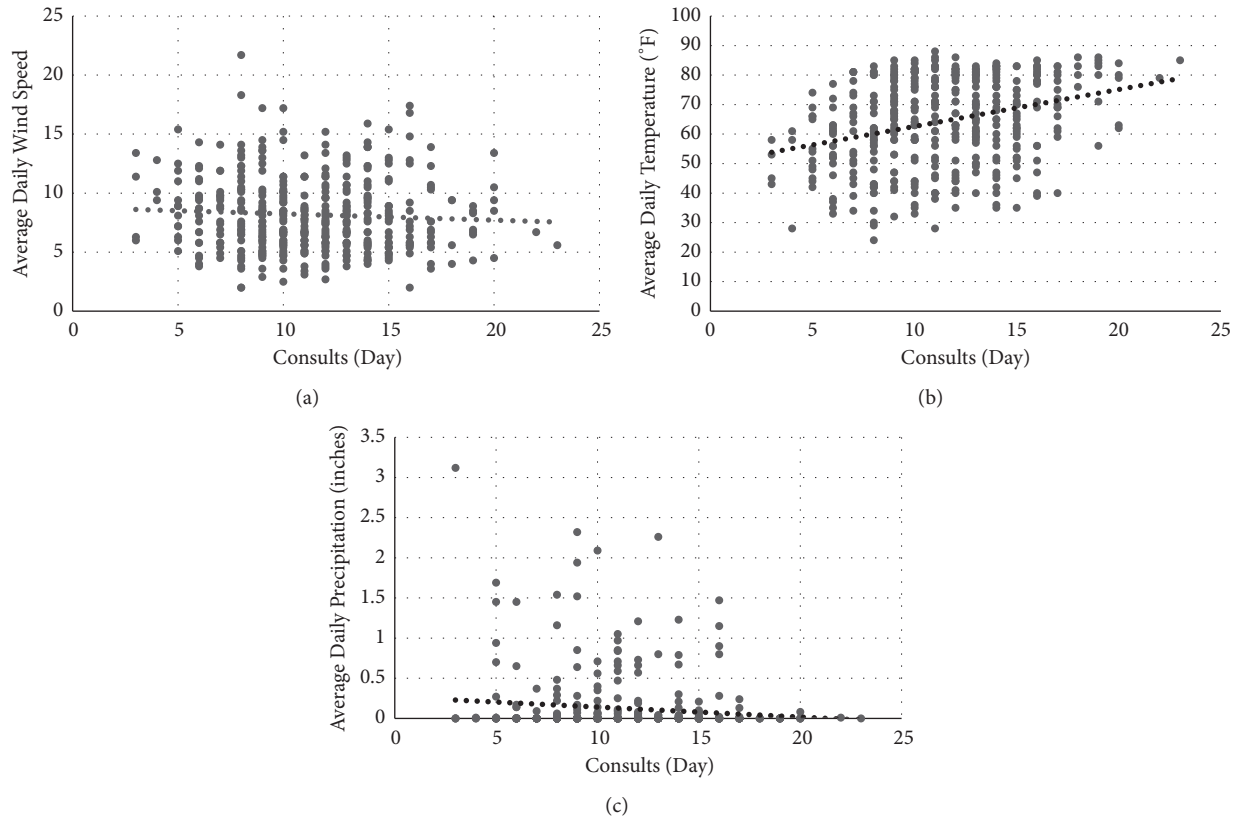 Average Daily Wind Speed
25
20
15
10
5
0
0 5 10 15 20 25
Consults (Day)
(a)
Average Daily Temperature (°F)
100
90
80
70
60
50
40
30
20
10
0
0 5 10 15 20 25
Consults (Day)
(b)
Average Daily Precipitation (inches)
3.5
3
2.5
2
1.5
1
0.5
0
0 5 10 15 20 25
Consults (Day)
(c)